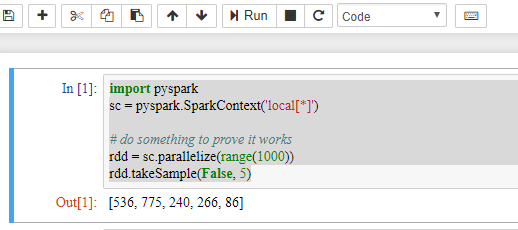 Run
Code
In [1]:
import pyspark
sc = pyspark.SparkContext('local[*]')
# do something to prove it works
rdd = sc.parallelize(range(1000))
rdd.takeSample(False, 5)
Out[1]:
[536, 775, 240, 266, 86]